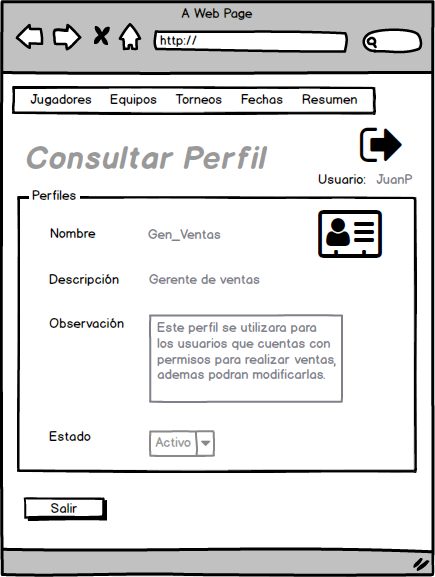 A Web Page
http://
Jugadores Equipos Torneos Fechas Resumen
Consultar Perfil
Usuario: JuanP
Perfiles
Nombre Gen_Ventas
Descripción Gerente de ventas
Observación
Este perfil se utilizara para
los usuarios que cuentas con
permisos para realizar ventas,
ademas podran modificarlas.
Estado Activo
Salir